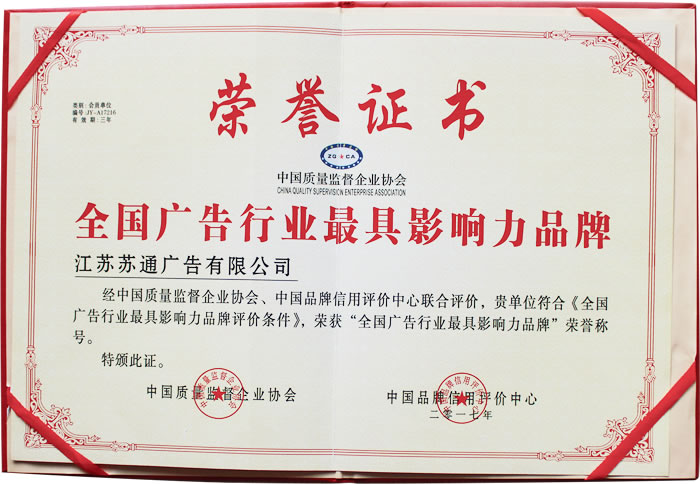 荣誉证书
类别:会员单位
编号:JY-A17216
有效期:三年
ZG★CA
中国质量监督企业协会
CHINA QUALITY SUPERVISION ENTERPRISE ASSOCIATION
全国广告行业最具影响力品牌
江苏苏通广告有限公司
经中国质量监督企业协会、中国品牌信用评价中心联合评价，贵单位符合《全国
广告行业最具影响力品牌评价条件》，荣获“全国广告行业最具影响力品牌”荣誉称
号。
特颁此证。
中国质量监督企业协会
中国品牌信用评价中心
二零一七年